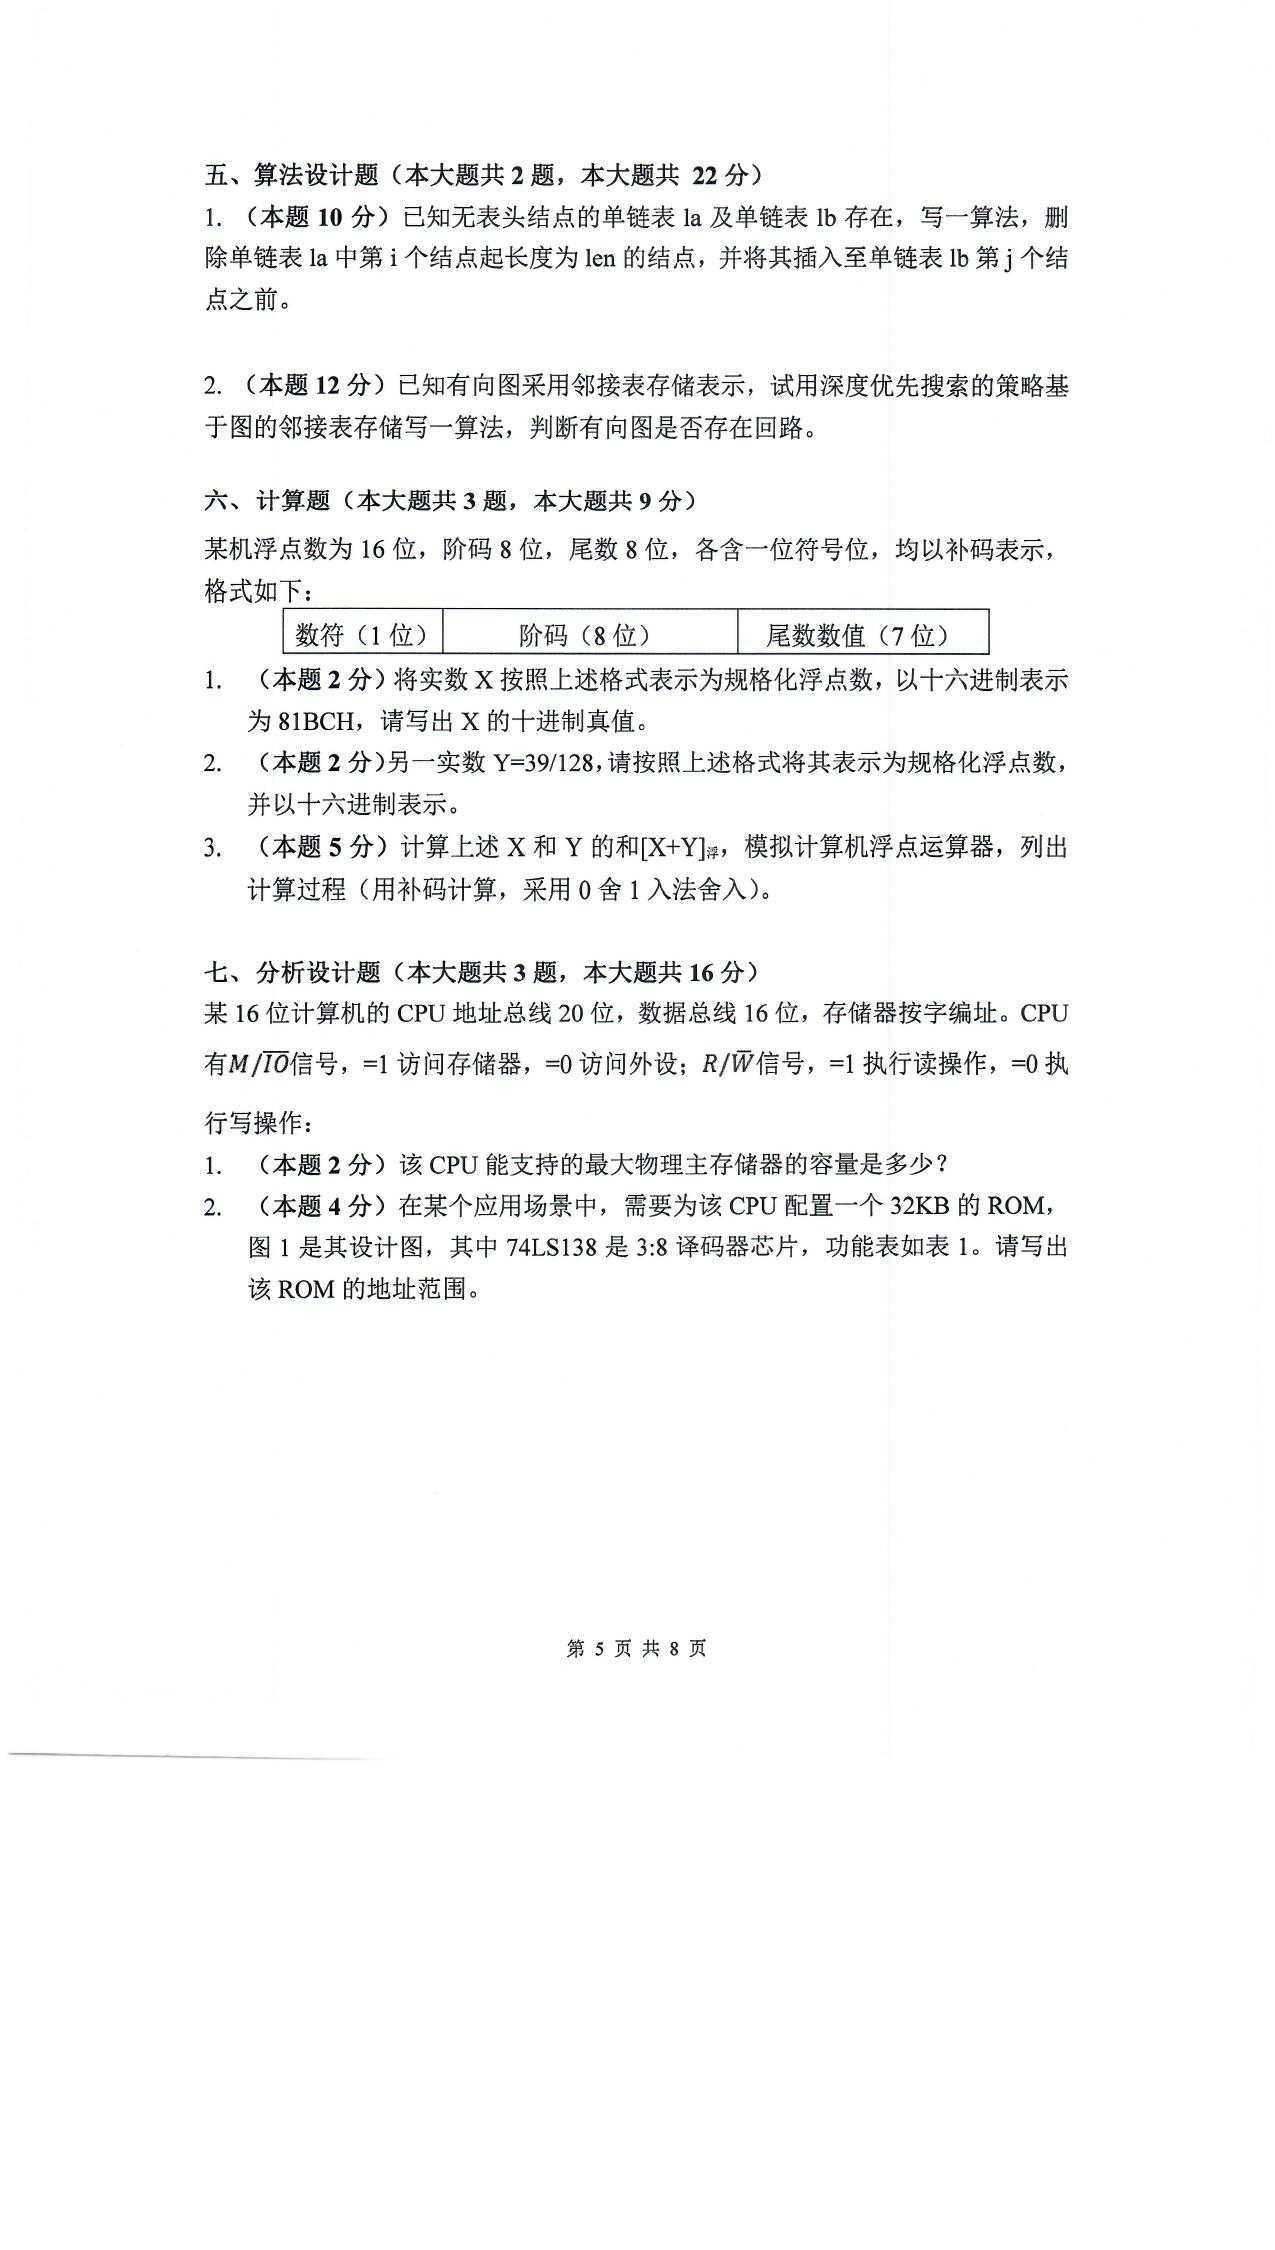 五、算法设计题（本大题共 2 题，本大题共 22 分）
1. （本题 10 分）已知无表头结点的单链表 la 及单链表 lb 存在，写一算法，删
除单链表 la 中第 i 个结点起长度为 len 的结点，并将其插入至单链表 lb 第 j 个结
点之前。
2. （本题 12 分）已知有向图采用邻接表存储表示，试用深度优先搜索的策略基
于图的邻接表存储写一算法，判断有向图是否存在回路。
六、计算题（本大题共 3 题，本大题共 9 分）
某机浮点数为 16 位，阶码 8 位，尾数 8 位，各含一位符号位，均以补码表示，
格式如下：
数符（1 位） 阶码（8 位） 尾数数值（7 位）
1. （本题 2 分）将实数 X 按照上述格式表示为规格化浮点数，以十六进制表示
为 81BCH，请写出 X 的十进制真值。
2. （本题 2 分）另一实数 Y=39/128，请按照上述格式将其表示为规格化浮点数，
并以十六进制表示。
3. （本题 5 分）计算上述 X 和 Y 的和[X+Y]浮，模拟计算机浮点运算器，列出
计算过程（用补码计算，采用 0 舍 1 入法舍入）。
七、分析设计题（本大题共 3 题，本大题共 16 分）
某 16 位计算机的 CPU 地址总线 20 位，数据总线 16 位，存储器按字编址。CPU
有M/I̅O̅信号，=1 访问存储器，=0 访问外设；R/W̅信号，=1 执行读操作，=0 执
行写操作：
1. （本题 2 分）该 CPU 能支持的最大物理主存储器的容量是多少？
2. （本题 4 分）在某个应用场景中，需要为该 CPU 配置一个 32KB 的 ROM，
图 1 是其设计图，其中 74LS138 是 3:8 译码器芯片，功能表如表 1。请写出
该 ROM 的地址范围。
第 5 页 共 8 页